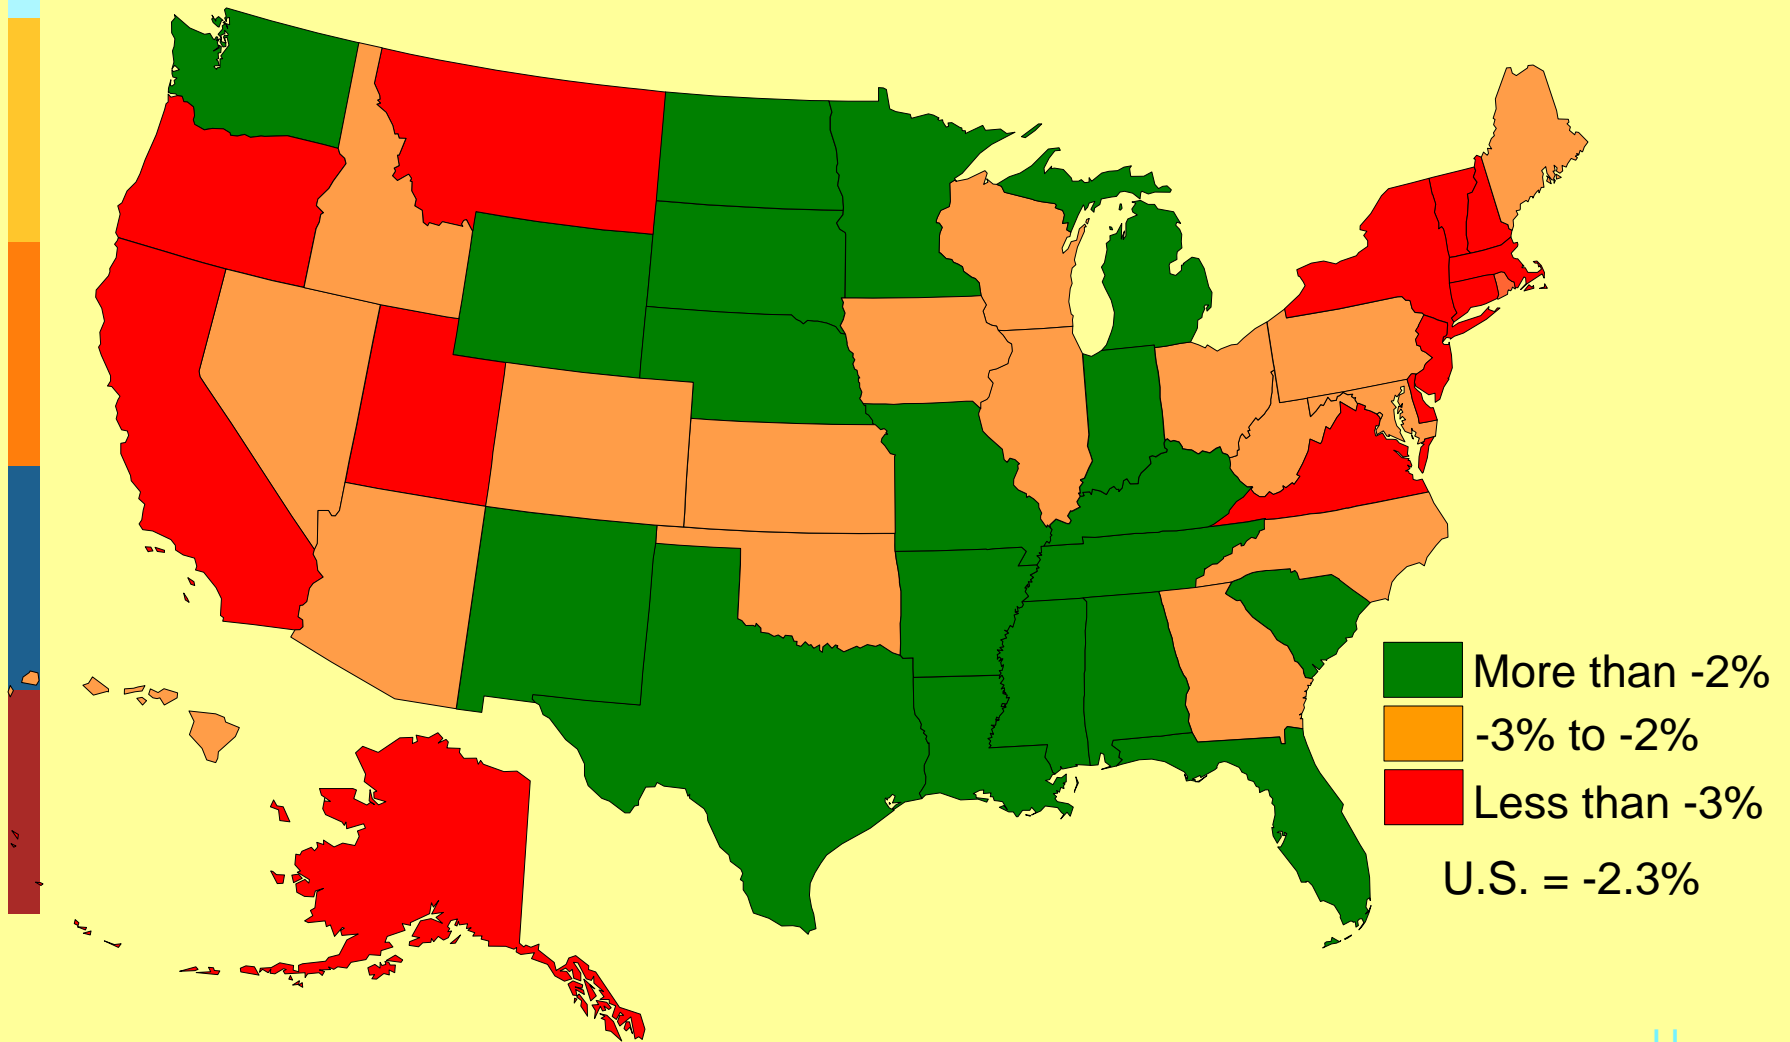 More than -2%
-3% to -2%
Less than -3%
U.S. = -2.3%